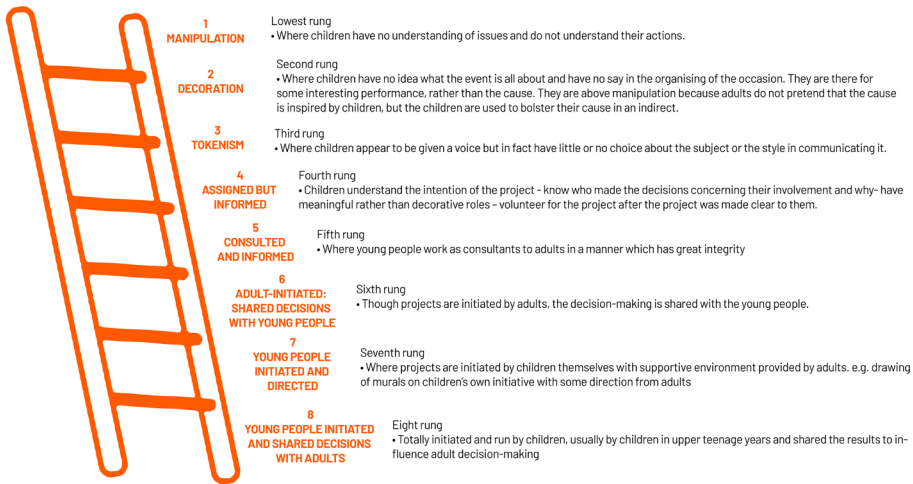 1
MANIPULATION
Lowest rung
• Where children have no understanding of issues and do not understand their actions.
2
DECORATION
Second rung
• Where children have no idea what the event is all about and have no say in the organising of the occasion. They are there for
some interesting performance, rather than the cause. They are above manipulation because adults do not pretend that the cause
is inspired by children, but the children are used to bolster their cause in an indirect.
3
TOKENISM
Third rung
• Where children appear to be given a voice but in fact have little or no choice about the subject or the style in communicating it.
4
ASSIGNED BUT
INFORMED
Fourth rung
• Children understand the intention of the project - know who made the decisions concerning their involvement and why- have
meaningful rather than decorative roles – volunteer for the project after the project was made clear to them.
5
CONSULTED
AND INFORMED
Fifth rung
• Where young people work as consultants to adults in a manner which has great integrity
6
ADULT-INITIATED:
SHARED DECISIONS
WITH YOUNG PEOPLE
Sixth rung
• Though projects are initiated by adults, the decision-making is shared with the young people.
7
YOUNG PEOPLE
INITIATED AND
DIRECTED
Seventh rung
• Where projects are initiated by children themselves with supportive environment provided by adults. e.g. drawing
of murals on children’s own initiative with some direction from adults
8
YOUNG PEOPLE INITIATED
AND SHARED DECISIONS
WITH ADULTS
Eight rung
• Totally initiated and run by children, usually by children in upper teenage years and shared the results to in-
fluence adult decision-making